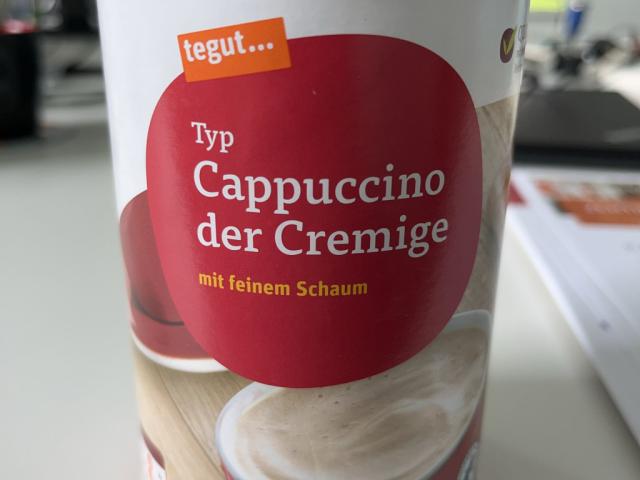 tegut...
Typ
Cappuccino
der Cremige
mit feinem Schaum